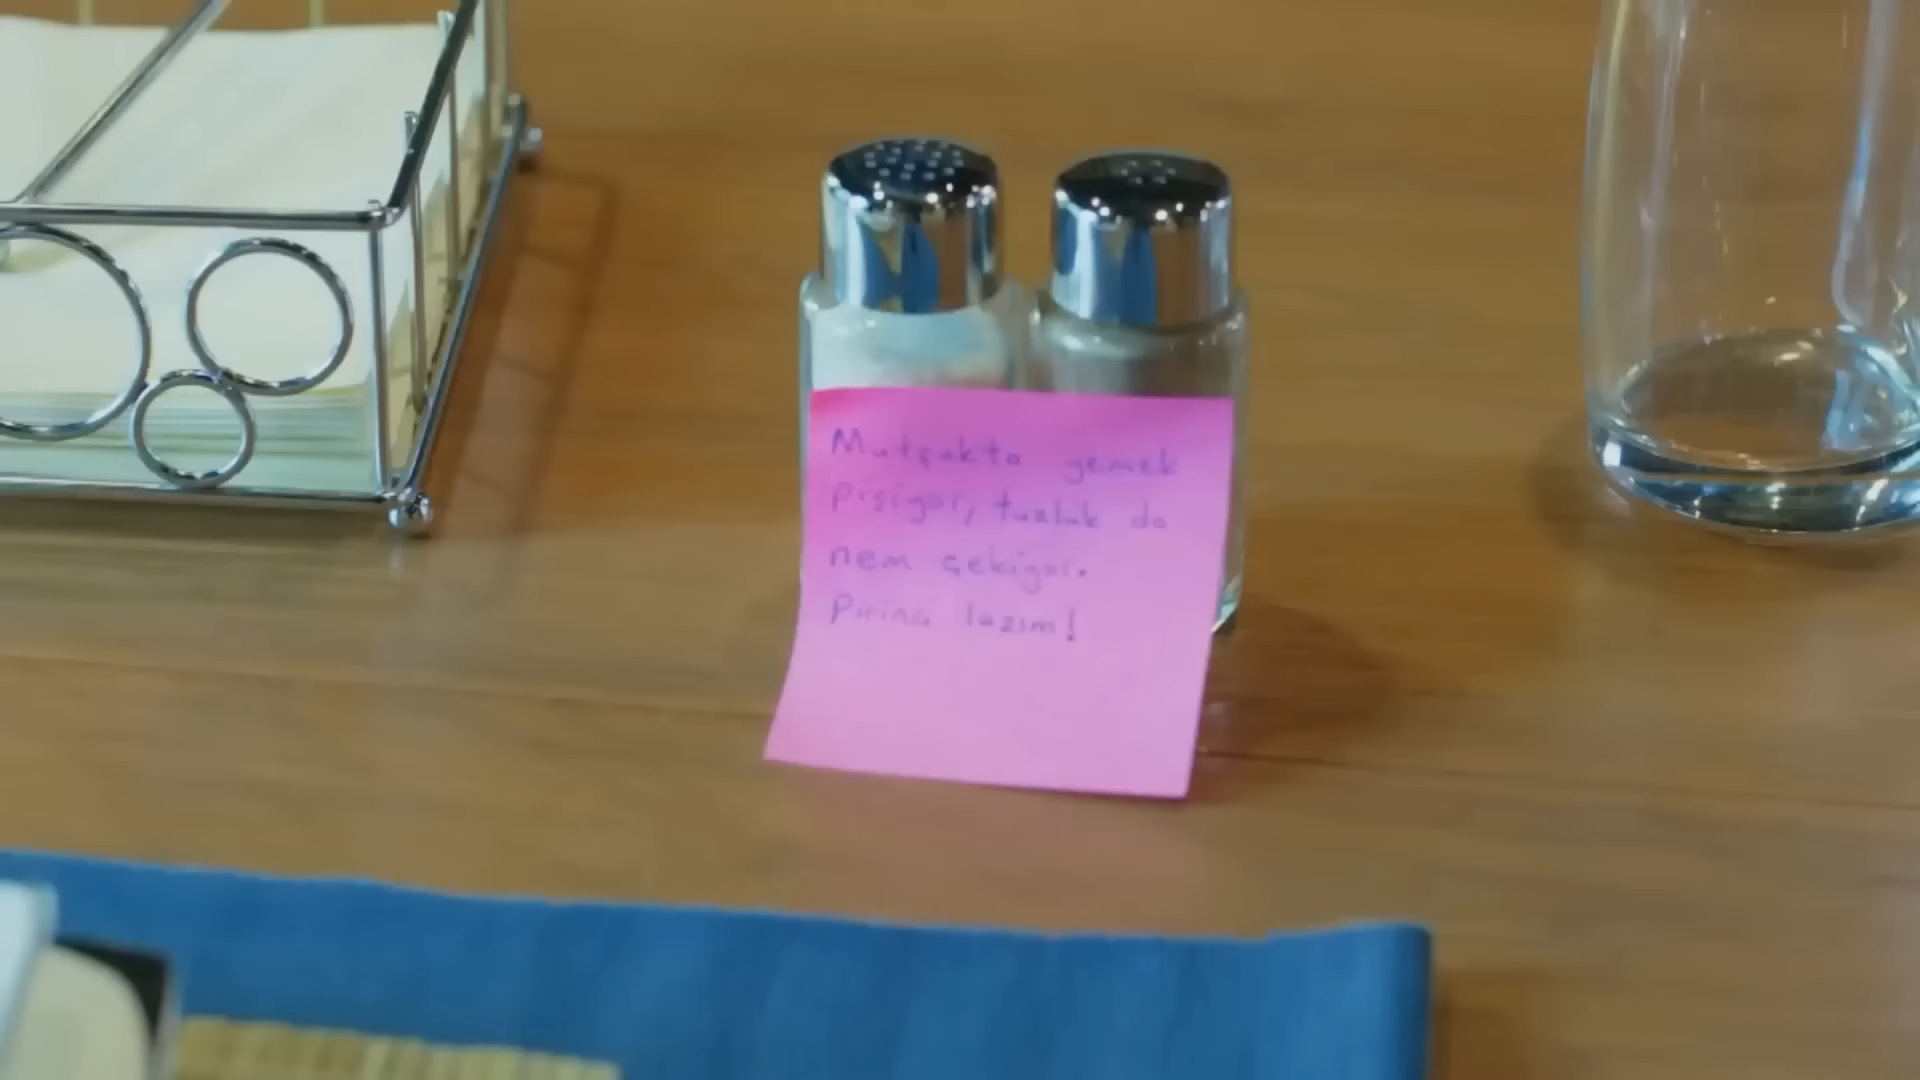 Mutfakta yemek
pişiyor, tuzluk da
nem çekiyor.
Pirinç lazım!